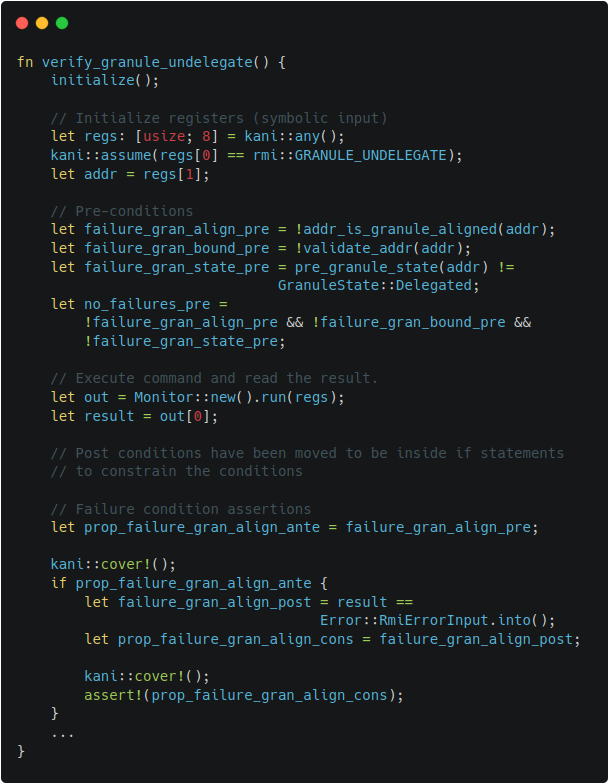 fn verify_granule_undelegate() {
    initialize();

    // Initialize registers (symbolic input)
    let regs: [usize; 8] = kani::any();
    kani::assume(regs[0] == rmi::GRANULE_UNDELEGATE);
    let addr = regs[1];

    // Pre-conditions
    let failure_gran_align_pre = !addr_is_granule_aligned(addr);
    let failure_gran_bound_pre = !validate_addr(addr);
    let failure_gran_state_pre = pre_granule_state(addr) !=
                               GranuleState::Delegated;
    let no_failures_pre =
        !failure_gran_align_pre && !failure_gran_bound_pre &&
        !failure_gran_state_pre;

    // Execute command and read the result.
    let out = Monitor::new().run(regs);
    let result = out[0];

    // Post conditions have been moved to be inside if statements
    // to constrain the conditions

    // Failure condition assertions
    let prop_failure_gran_align_ante = failure_gran_align_pre;

    kani::cover!();
    if prop_failure_gran_align_ante {
        let failure_gran_align_post = result ==
                                    Error::RmiErrorInput.into();
        let prop_failure_gran_align_cons = failure_gran_align_post;

        kani::cover!();
        assert!(prop_failure_gran_align_cons);
    }
    ...
}